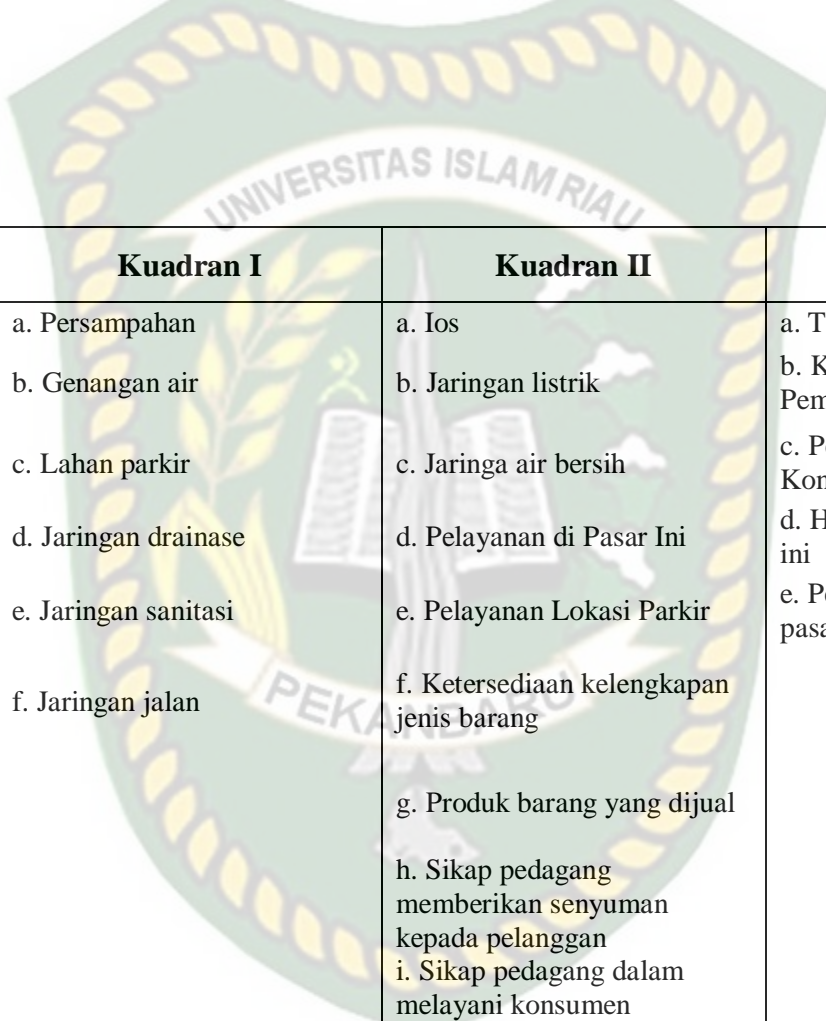 UNIVERSITAS ISLAM RIAU
Kuadran I
Kuadran II
a. Persampahan
a. Ios
a. T
b. Genangan air
b. Jaringan listrik
b. K
Pem
c. Lahan parkir
c. Jaringa air bersih
c. Pe
Kon
d. Jaringan drainase
d. Pelayanan di Pasar Ini
d. H
ini
e. Jaringan sanitasi
e. Pelayanan Lokasi Parkir
e. Pe
pasa
f. Jaringan jalan
f. Ketersediaan kelengkapan
jenis barang
PEKANBARU
g. Produk barang yang dijual
h. Sikap pedagang
memberikan senyuman
kepada pelanggan
i. Sikap pedagang dalam
melayani konsumen